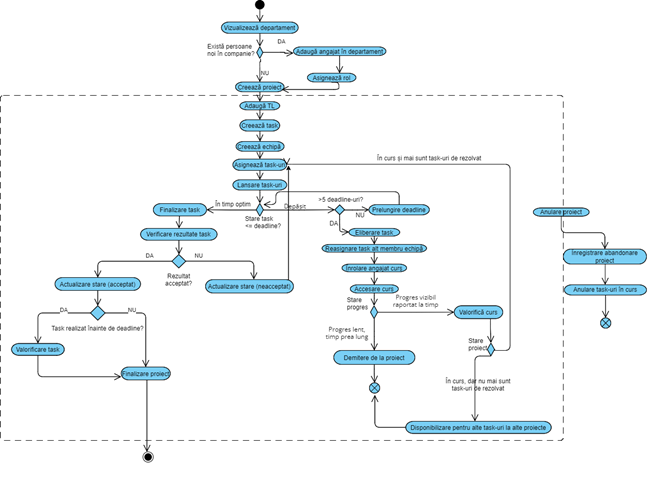 Vizualizează departament
DA
Există persoane
noi în companie?
Adaugă angajat în departament
NU
Asignează rol
Creează proiect
Adaugă TL
Creează task
Creează echipă
Asignează task-uri
În curs și mai sunt task-uri de rezolvat
Lansare task-uri
>5 deadline-uri?
În timp optim
Depășit
Finalizare task
Prelungire deadline
NU
Stare task
<= deadline?
DA
Anulare proiect
Verificare rezultate task
Eliberare task
Reasignare task alt membru echipă
DA
NU
Rezultat
acceptat?
Inregistrare abandonare
proiect
Inrolare angajat curs
Actualizare stare (acceptat)
Actualizare stare (neacceptat)
Accesare curs
Anulare task-uri în curs
Stare
progres
Progres vizibil
raportat la timp
Valorifică curs
DA
NU
Task realizat înainte de deadline?
Progres lent,
timp prea lung
Stare
proiect
Valorificare task
Demitere de la proiect
Finalizare proiect
În curs, dar nu mai sunt
task-uri de rezolvat
Disponibilizare pentru alte task-uri la alte proiecte